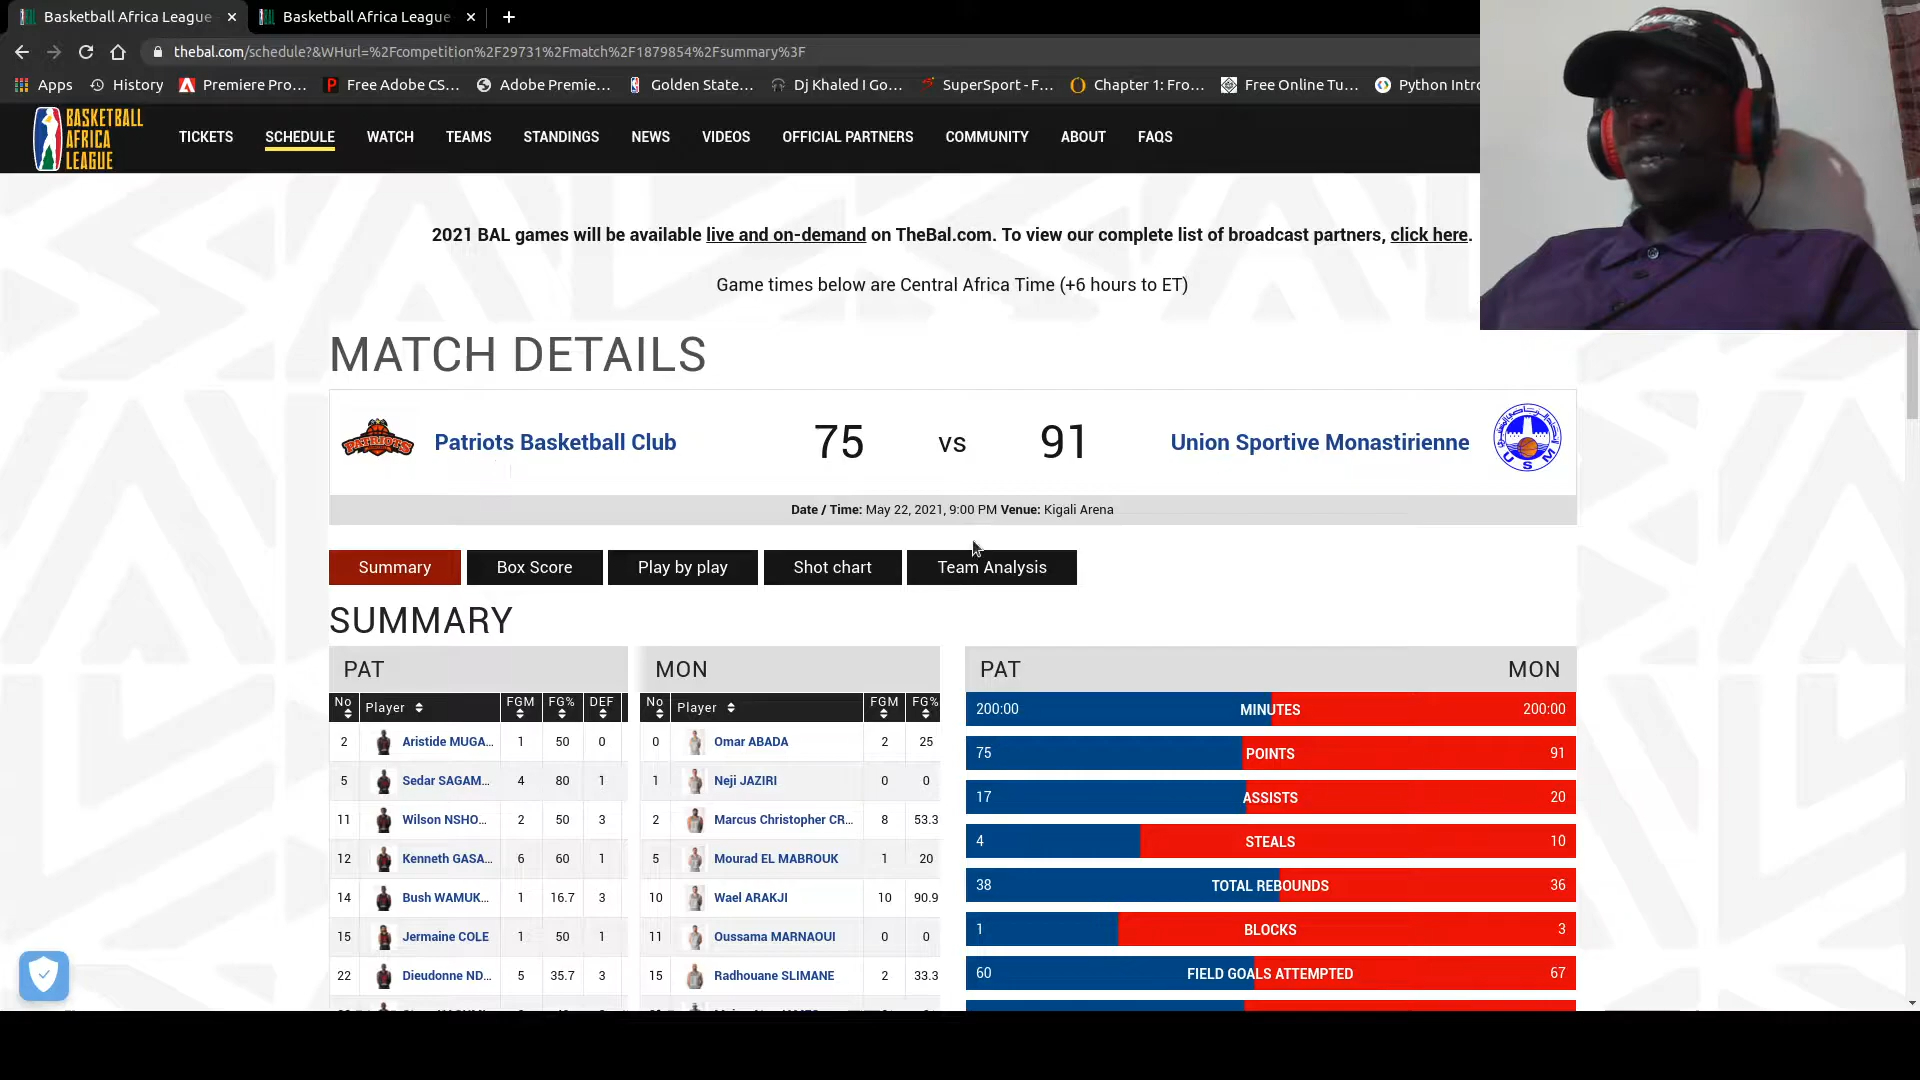 Basketball Africa League
Basketball Africa League
thebal.com/schedule?&WHurl=%2Fcompetition%2F29731%2Fmatch%2F1879854%2Fsummary%3F
Apps History Premiere Pro... Free Adobe CS... Adobe Premie... Golden State... Dj Khaled I Go... SuperSport - F... Chapter 1: Fro... Free Online Tu... Python Intro
BASKETBALL
AFRICA
LEAGUE
TICKETS SCHEDULE WATCH TEAMS STANDINGS NEWS VIDEOS OFFICIAL PARTNERS COMMUNITY ABOUT FAQS
2021 BAL games will be available live and on-demand on TheBal.com. To view our complete list of broadcast partners, click here.
Game times below are Central Africa Time (+6 hours to ET)
MATCH DETAILS
PATRIOTS Patriots Basketball Club 75 vs 91 Union Sportive Monastirienne U S M
Date / Time: May 22, 2021, 9:00 PM Venue: Kigali Arena
Summary Box Score Play by play Shot chart Team Analysis
SUMMARY
PAT
No Player FGM FG% DEF
2 Aristide MUGA... 1 50 0
5 Sedar SAGAM... 4 80 1
11 Wilson NSHO... 2 50 3
12 Kenneth GASA... 6 60 1
14 Bush WAMUK... 1 16.7 3
15 Jermaine COLE 1 50 1
22 Dieudonne ND... 5 35.7 3
MON
No Player FGM FG%
0 Omar ABADA 2 25
1 Neji JAZIRI 0 0
2 Marcus Christopher CR... 8 53.3
5 Mourad EL MABROUK 1 20
10 Wael ARAKJI 10 90.9
11 Oussama MARNAOUI 0 0
15 Radhouane SLIMANE 2 33.3
PAT MON
200:00 MINUTES 200:00
75 POINTS 91
17 ASSISTS 20
4 STEALS 10
38 TOTAL REBOUNDS 36
1 BLOCKS 3
60 FIELD GOALS ATTEMPTED 67